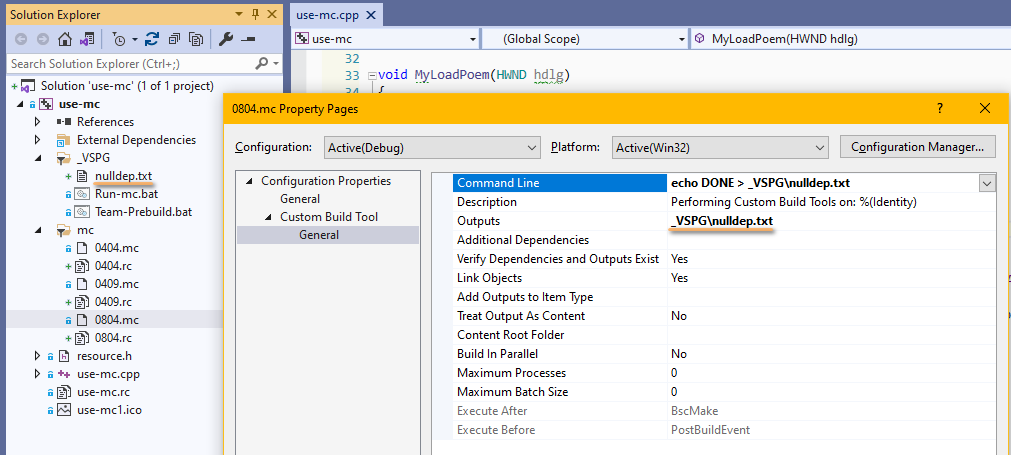 Solution Explorer
Search Solution Explorer (Ctrl+;)
Solution 'use-mc' (1 of 1 project)
use-mc
References
External Dependencies
_VSPG
nulldep.txt
Run-mc.bat
Team-Prebuild.bat
mc
0404.mc
0404.rc
0409.mc
0409.rc
0804.mc
0804.rc
resource.h
use-mc.cpp
use-mc.rc
use-mc1.ico
use-mc.cpp
use-mc
(Global Scope)
MyLoadPoem(HWND hdlg)
32
33 void MyLoadPoem(HWND hdlg)
{
0804.mc Property Pages
?
Configuration: Active(Debug) Platform: Active(Win32) Configuration Manager...
Configuration Properties
General
Custom Build Tool
General
Command Line echo DONE > _VSPG\nulldep.txt
Description Performing Custom Build Tools on: %(Identity)
Outputs _VSPG\nulldep.txt
Additional Dependencies
Verify Dependencies and Outputs Exist Yes
Link Objects Yes
Add Outputs to Item Type
Treat Output As Content No
Content Root Folder
Build In Parallel No
Maximum Processes 0
Maximum Batch Size 0
Execute After BscMake
Execute Before PostBuildEvent